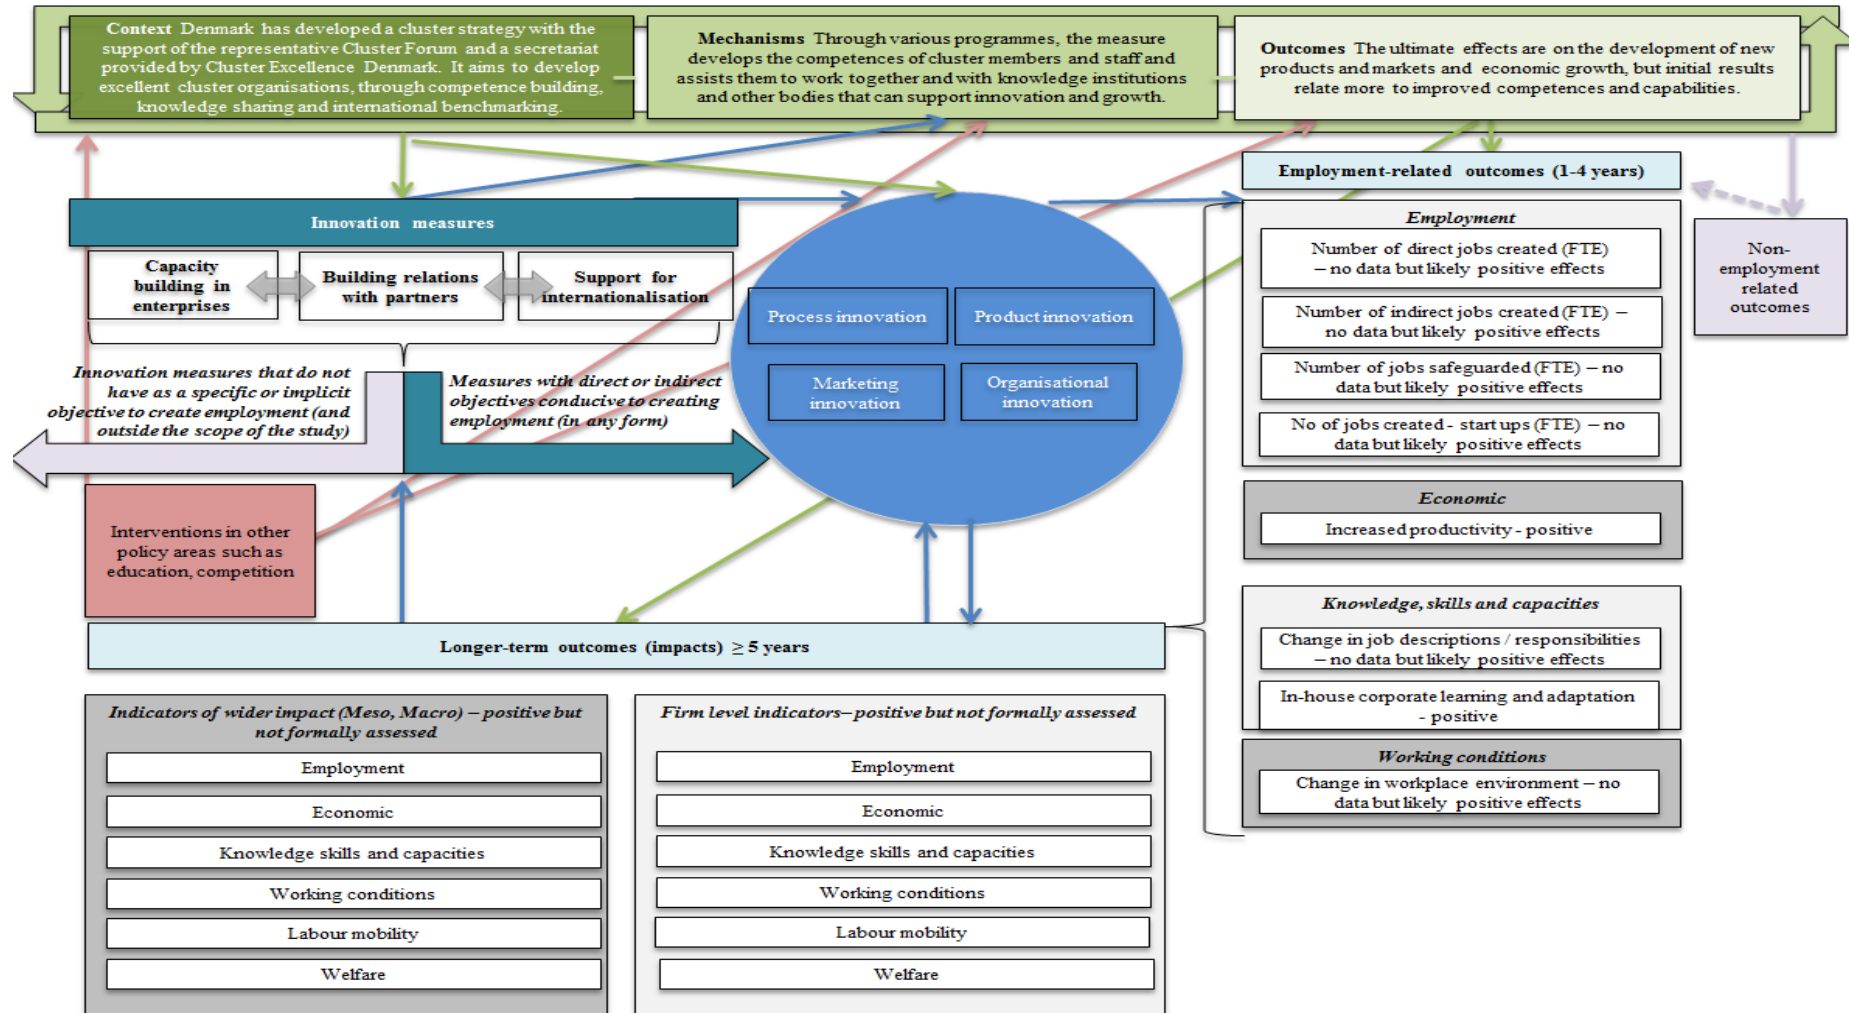 Context Denmark has developed a cluster strategy with the
support of the representative Cluster Forum and a secretariat
provided by Cluster Excellence Denmark. It aims to develop
excellent cluster organisations, through competence building,
knowledge sharing and international benchmarking.
Mechanisms Through various programmes, the measure
develops the competences of cluster members and staff and
assists them to work together and with knowledge institutions
and other bodies that can support innovation and growth.
Outcomes The ultimate effects are on the development of new
products and markets and economic growth, but initial results
relate more to improved competences and capabilities.
Innovation measures
Capacity
building in
enterprises
Building relations
with partners
Support for
internationalisation
Innovation measures that do not
have as a specific or implicit
objective to create employment (and
outside the scope of the study)
Measures with direct or indirect
objectives conducive to creating
employment (in any form)
Interventions in other
policy areas such as
education, competition
Process innovation
Product innovation
Marketing
innovation
Organisational
innovation
Employment-related outcomes (1-4 years)
Employment
Number of direct jobs created (FTE)
– no data but likely positive effects
Number of indirect jobs created (FTE) –
no data but likely positive effects
Number of jobs safeguarded (FTE) – no
data but likely positive effects
No of jobs created - start ups (FTE) – no
data but likely positive effects
Non-
employment
related
outcomes
Economic
Increased productivity - positive
Knowledge, skills and capacities
Change in job descriptions / responsibilities
– no data but likely positive effects
In-house corporate learning and adaptation
- positive
Working conditions
Change in workplace environment – no
data but likely positive effects
Longer-term outcomes (impacts) ≥ 5 years
Indicators of wider impact (Meso, Macro) – positive but
not formally assessed
Employment
Economic
Knowledge skills and capacities
Working conditions
Labour mobility
Welfare
Firm level indicators– positive but not formally assessed
Employment
Economic
Knowledge skills and capacities
Working conditions
Labour mobility
Welfare